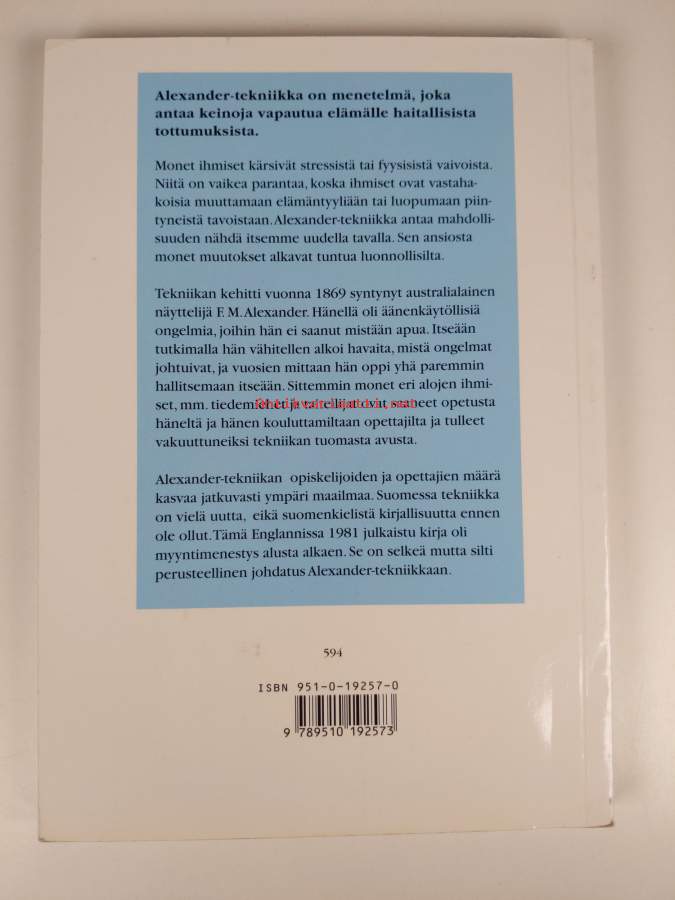 Alexander-tekniikka on menetelmä, joka
antaa keinoja vapautua elämälle haitallisista
tottumuksista.
Monet ihmiset kärsivät stressistä tai fyysisistä vaivoista.
Niitä on vaikea parantaa, koska ihmiset ovat vastaha-
koisia muuttamaan elämäntyyliään tai luopumaan piin-
tyneistä tavoistaan. Alexander-tekniikka antaa mahdolli-
suuden nähdä itsemme uudella tavalla. Sen ansiosta
monet muutokset alkavat tuntua luonnollisilta.
Tekniikan kehitti vuonna 1869 syntynyt australialainen
näyttelijä F. M. Alexander. Hänellä oli äänenkäytöllisiä
ongelmia, joihin hän ei saanut mistään apua. Itseään
tutkimalla hän vähitellen alkoi havaita, mistä ongelmat
johtuivat, ja vuosien mittaan hän oppi yhä paremmin
hallitsemaan itseään. Sittemmin monet eri alojen ihmi-
set, mm. tiedemiehet ja taiteilijat ovat saaneet opetusta
Antikvariaatti.net
häneltä ja hänen kouluttamiltaan opettajilta ja tulleet
vakuuttuneiksi tekniikan tuomasta avusta.
Alexander-tekniikan opiskelijoiden ja opettajien määrä
kasvaa jatkuvasti ympäri maailmaa. Suomessa tekniikka
on vielä uutta, eikä suomenkielistä kirjallisuutta ennen
ole ollut. Tämä Englannissa 1981 julkaistu kirja oli
myyntimenestys alusta alkaen. Se on selkeä mutta silti
perusteellinen johdatus Alexander-tekniikkaan.
594
ISBN 951-0-19257-0
9 789510 192573